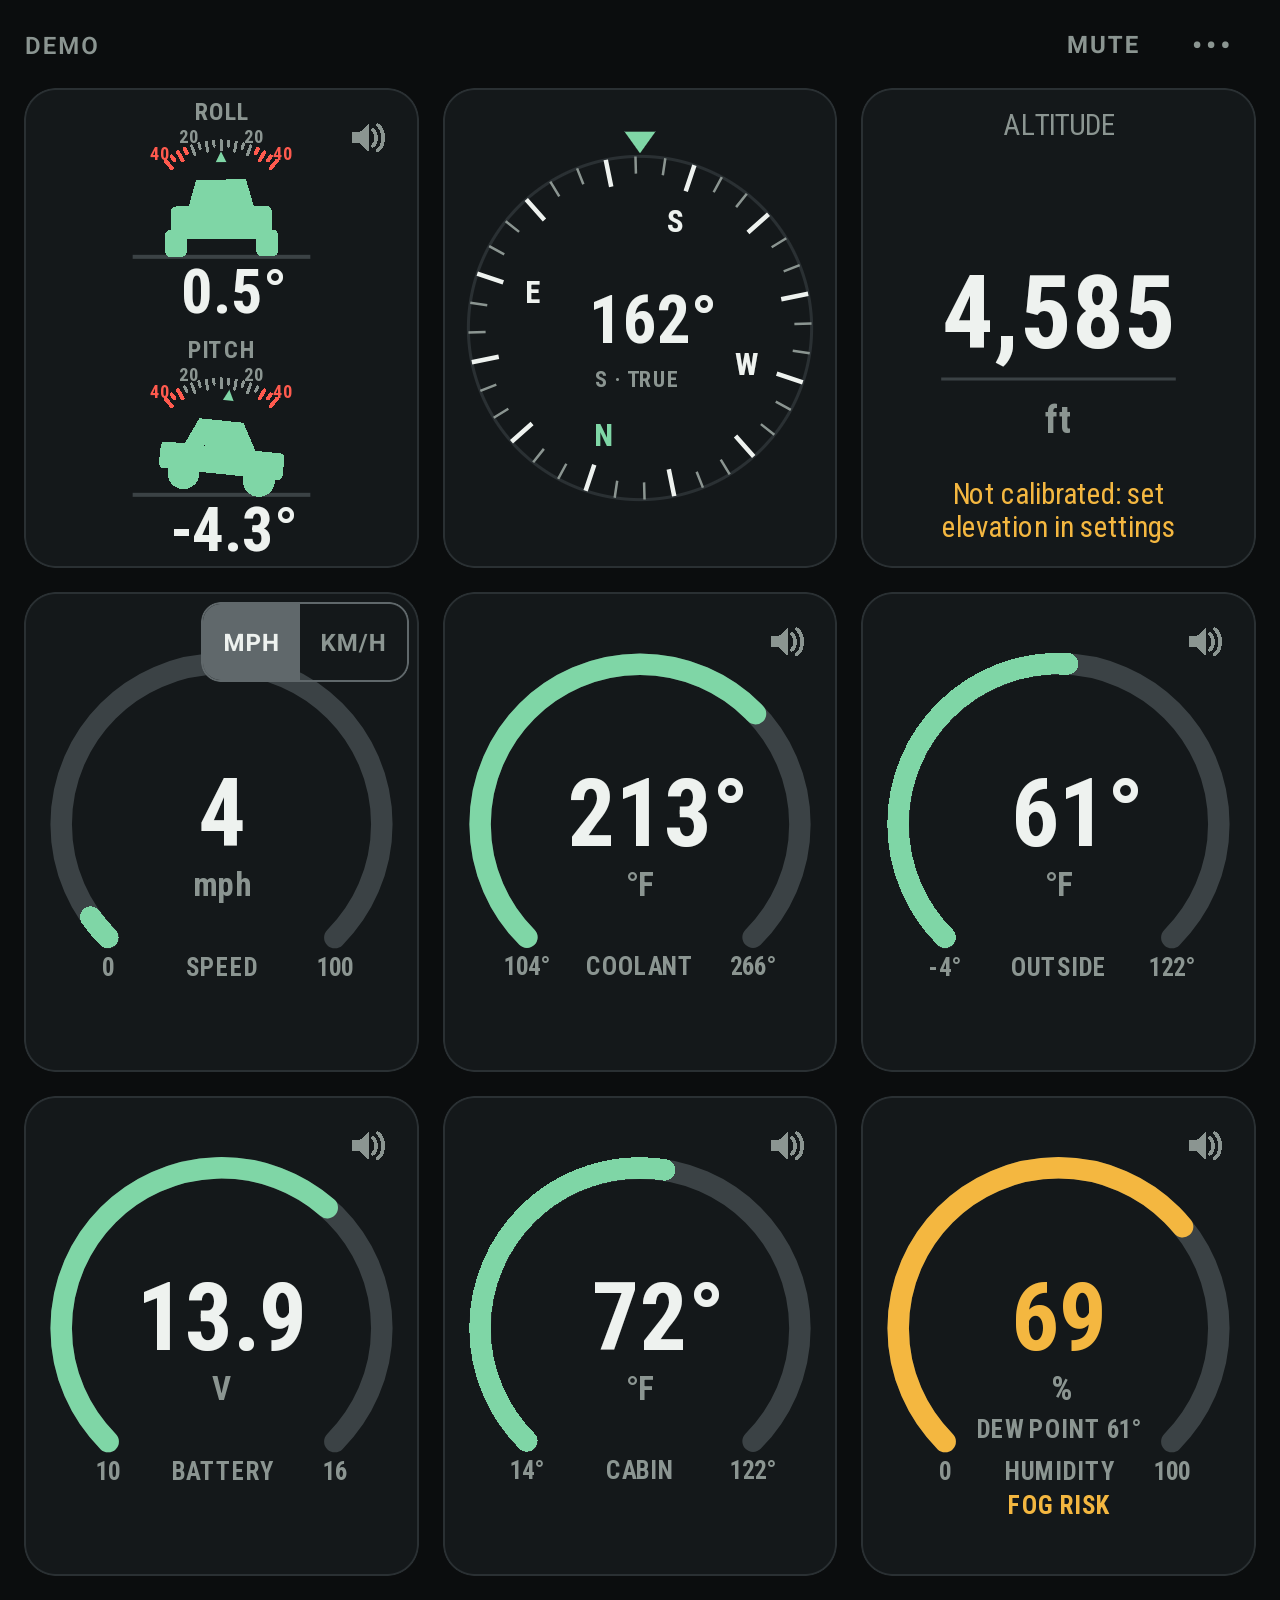 DEMO
MUTE
ROLL
20 20
40 40
0.5°
PITCH
20 20
40 40
-4.3°
S
E
162°
W
S · TRUE
N
ALTITUDE
4,585
ft
Not calibrated: set
elevation in settings
MPH KM/H
4
mph
0 SPEED 100
213°
°F
104° COOLANT 266°
61°
°F
-4° OUTSIDE 122°
13.9
V
10 BATTERY 16
72°
°F
14° CABIN 122°
69
%
DEW POINT 61°
0 HUMIDITY 100
FOG RISK